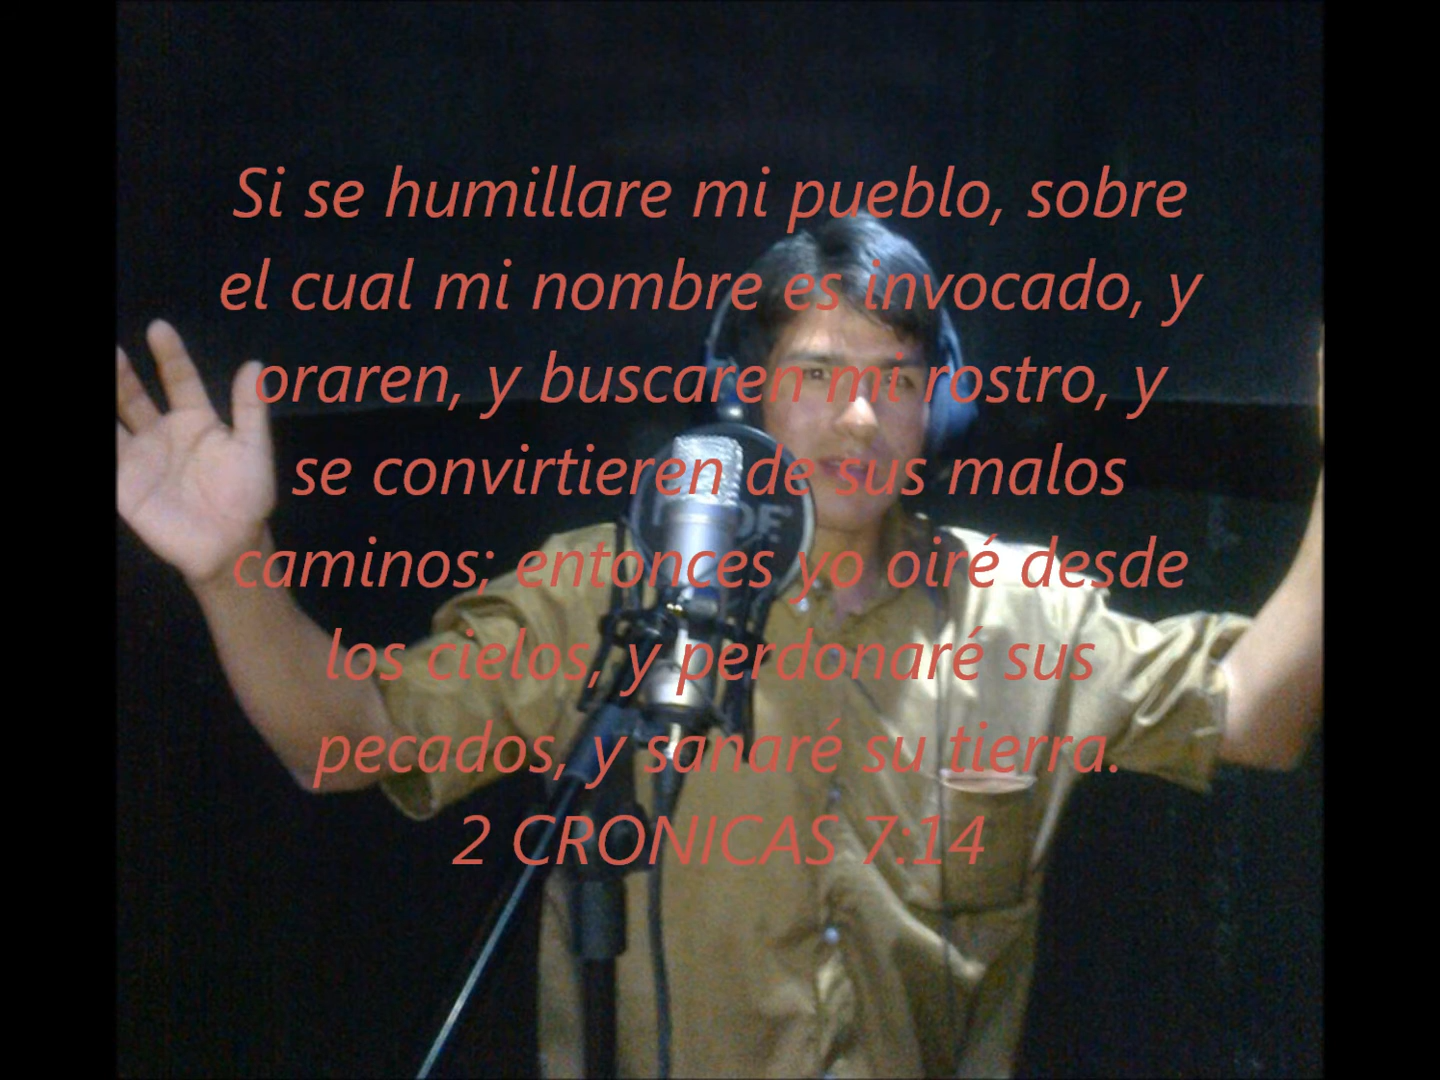 Si se humillare mi pueblo, sobre
el cual mi nombre es invocado, y
oraren, y buscaren mi rostro, y
se convirtieren de sus malos
caminos; entonces yo oiré desde
los cielos, y perdonaré sus
pecados, y sanaré su tierra.
2 CRONICAS 7:14